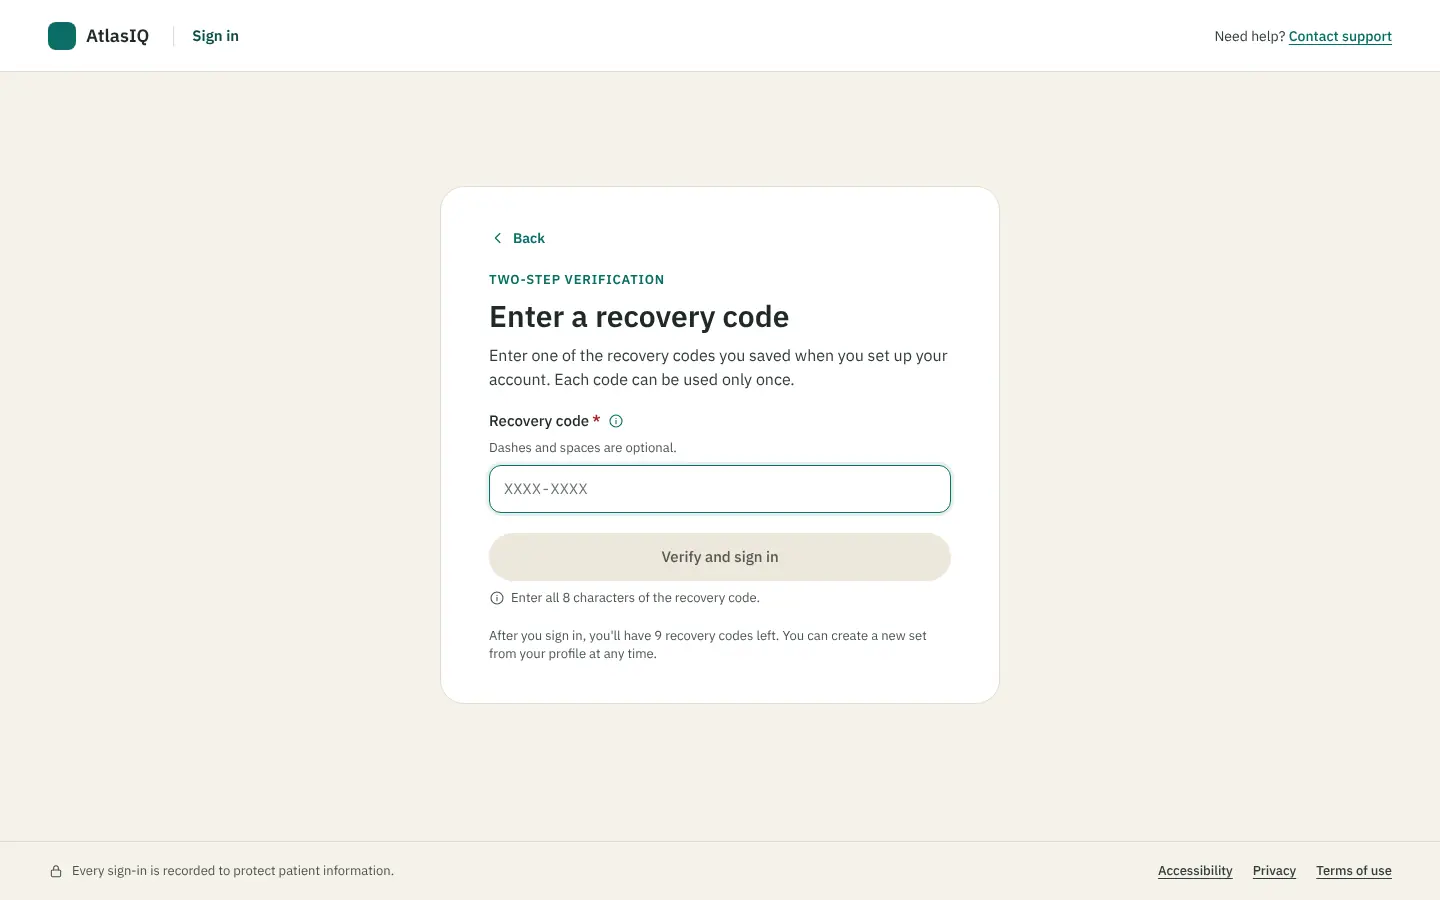 AtlasIQ
Sign in
Need help? Contact support
Back
TWO-STEP VERIFICATION
Enter a recovery code
Enter one of the recovery codes you saved when you set up your
account. Each code can be used only once.
Recovery code *
Dashes and spaces are optional.
XXXX-XXXX
Verify and sign in
Enter all 8 characters of the recovery code.
After you sign in, you'll have 9 recovery codes left. You can create a new set
from your profile at any time.
Every sign-in is recorded to protect patient information.
Accessibility
Privacy
Terms of use